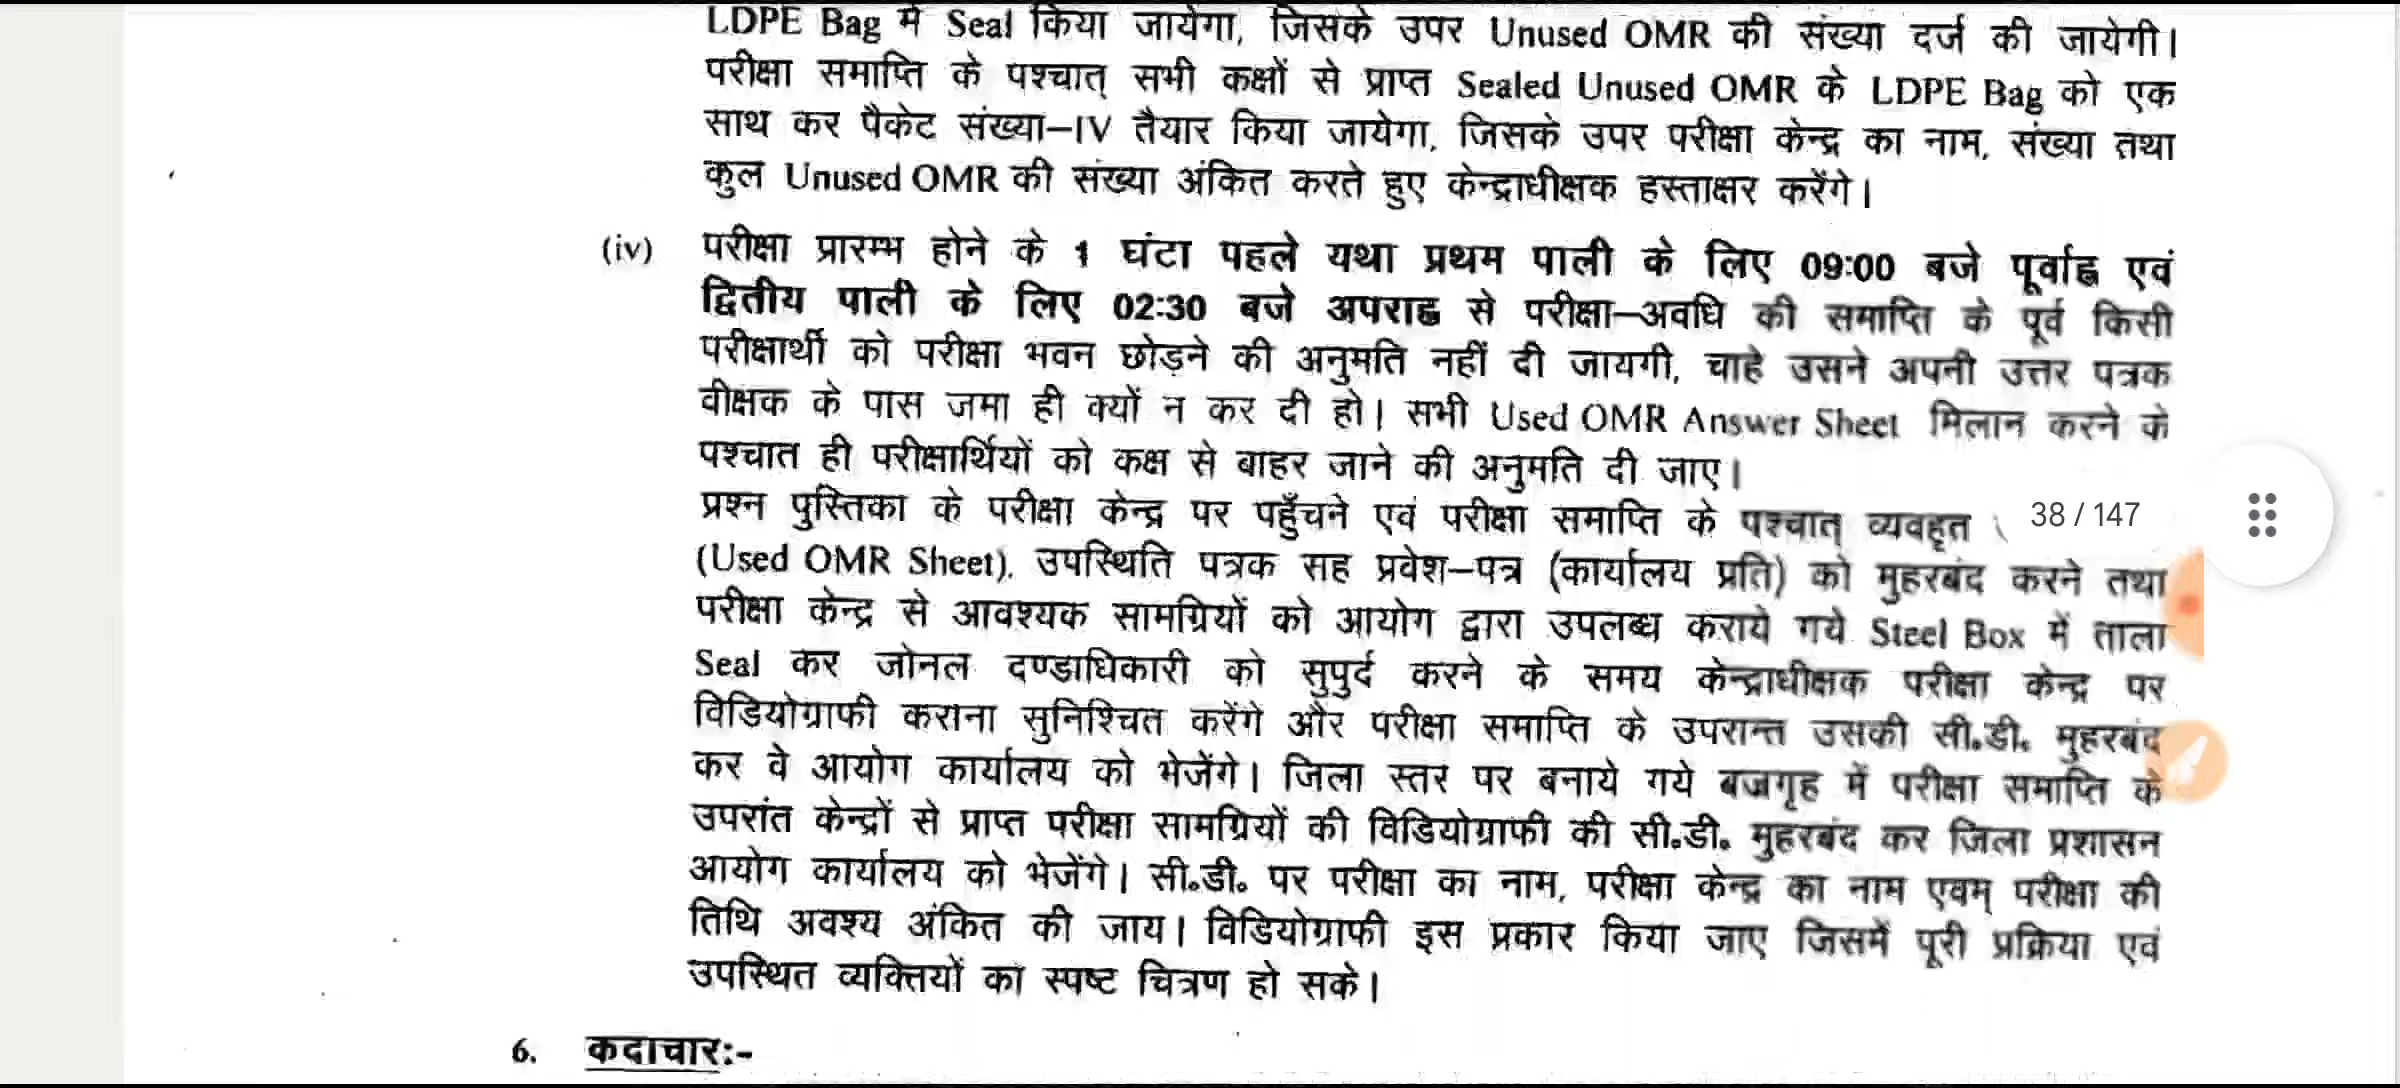 LDPE Bag में Seal किया जायेगा, जिसके उपर Unused OMR की संख्या दर्ज की जायेगी।
परीक्षा समाप्ति के पश्चात् सभी कक्षों से प्राप्त Sealed Unused OMR के LDPE Bag को एक
साथ कर पैकेट संख्या–IV तैयार किया जायेगा, जिसके उपर परीक्षा केन्द्र का नाम, संख्या तथा
कुल Unused OMR की संख्या अंकित करते हुए केन्द्राधीक्षक हस्ताक्षर करेंगे।
(iv) परीक्षा प्रारम्भ होने के 1 घंटा पहले यथा प्रथम पाली के लिए 09:00 बजे पूर्वाह्न एवं
द्वितीय पाली के लिए 02:30 बजे अपराह्न से परीक्षा–अवधि की समाप्ति के पूर्व किसी
परीक्षार्थी को परीक्षा भवन छोड़ने की अनुमति नहीं दी जायगी, चाहे उसने अपनी उत्तर पत्रक
वीक्षक के पास जमा ही क्यों न कर दी हो। सभी Used OMR Answer Sheet मिलान करने के
पश्चात ही परीक्षार्थियों को कक्ष से बाहर जाने की अनुमति दी जाए।
प्रश्न पुस्तिका के परीक्षा केन्द्र पर पहुँचने एवं परीक्षा समाप्ति के पश्चात् व्यवहृत
38 / 147
(Used OMR Sheet), उपस्थिति पत्रक सह प्रवेश–पत्र (कार्यालय प्रति) को मुहरबंद करने तथा
परीक्षा केन्द्र से आवश्यक सामग्रियों को आयोग द्वारा उपलब्ध कराये गये Steel Box में ताला
Seal कर जोनल दण्डाधिकारी को सुपुर्द करने के समय केन्द्राधीक्षक परीक्षा केन्द्र पर
विडियोग्राफी कराना सुनिश्चित करेंगे और परीक्षा समाप्ति के उपरान्त उसकी सी॰डी॰ मुहरबंद
कर वे आयोग कार्यालय को भेजेंगे। जिला स्तर पर बनाये गये बज्रगृह में परीक्षा समाप्ति के
उपरांत केन्द्रों से प्राप्त परीक्षा सामग्रियों की विडियोग्राफी की सी॰डी॰ मुहरबंद कर जिला प्रशासन
आयोग कार्यालय को भेजेंगे। सी॰डी॰ पर परीक्षा का नाम, परीक्षा केन्द्र का नाम एवम् परीक्षा की
तिथि अवश्य अंकित की जाय। विडियोग्राफी इस प्रकार किया जाए जिसमें पूरी प्रक्रिया एवं
उपस्थित व्यक्तियों का स्पष्ट चित्रण हो सके।
6. कदाचारः-